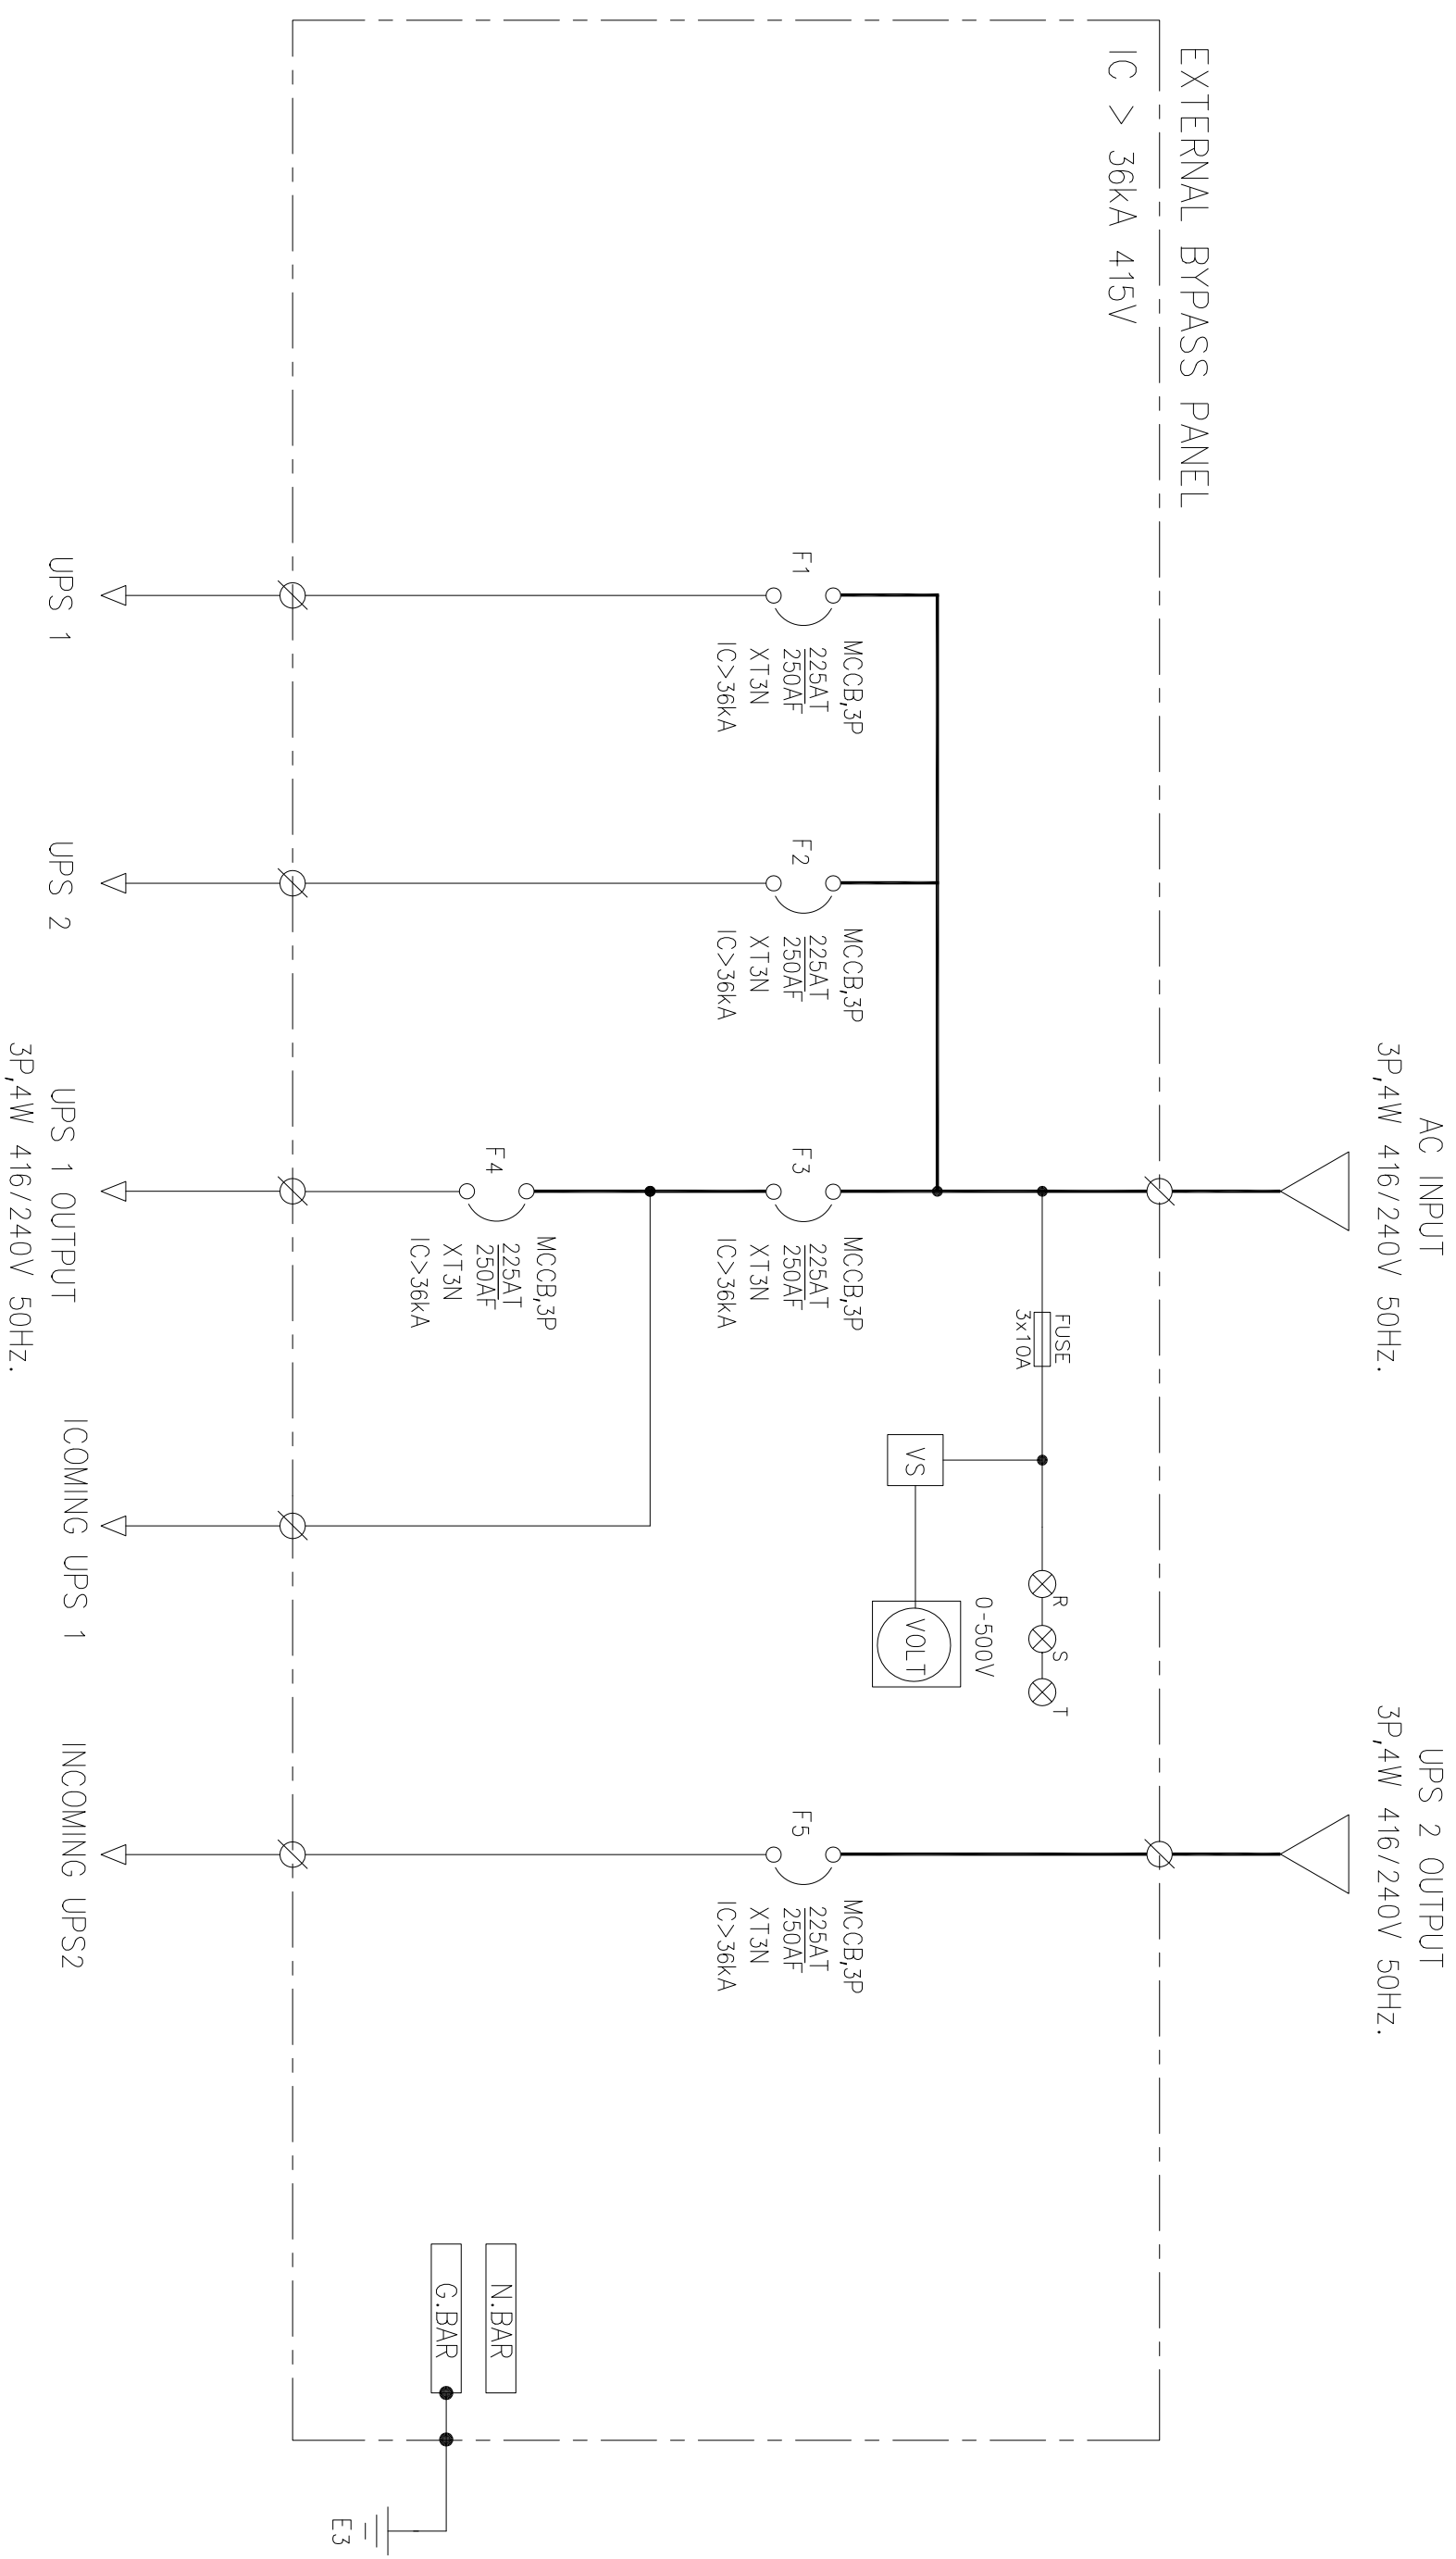 EXTERNAL BYPASS PANEL
IC > 36kA 415V
AC INPUT
3P,4W 416/240V 50Hz.
UPS 2 OUTPUT
3P,4W 416/240V 50Hz.
FUSE
3x10A
R
S
T
VS
0-500V
VOLT
F1
MCCB,3P
225AT
250AF
XT3N
IC>36kA
F2
MCCB,3P
225AT
250AF
XT3N
IC>36kA
F3
MCCB,3P
225AT
250AF
XT3N
IC>36kA
F5
MCCB,3P
225AT
250AF
XT3N
IC>36kA
F4
MCCB,3P
225AT
250AF
XT3N
IC>36kA
N.BAR
G.BAR
E3
UPS 1
UPS 2
UPS 1 OUTPUT
3P,4W 416/240V 50Hz.
ICOMING UPS 1
INCOMING UPS2